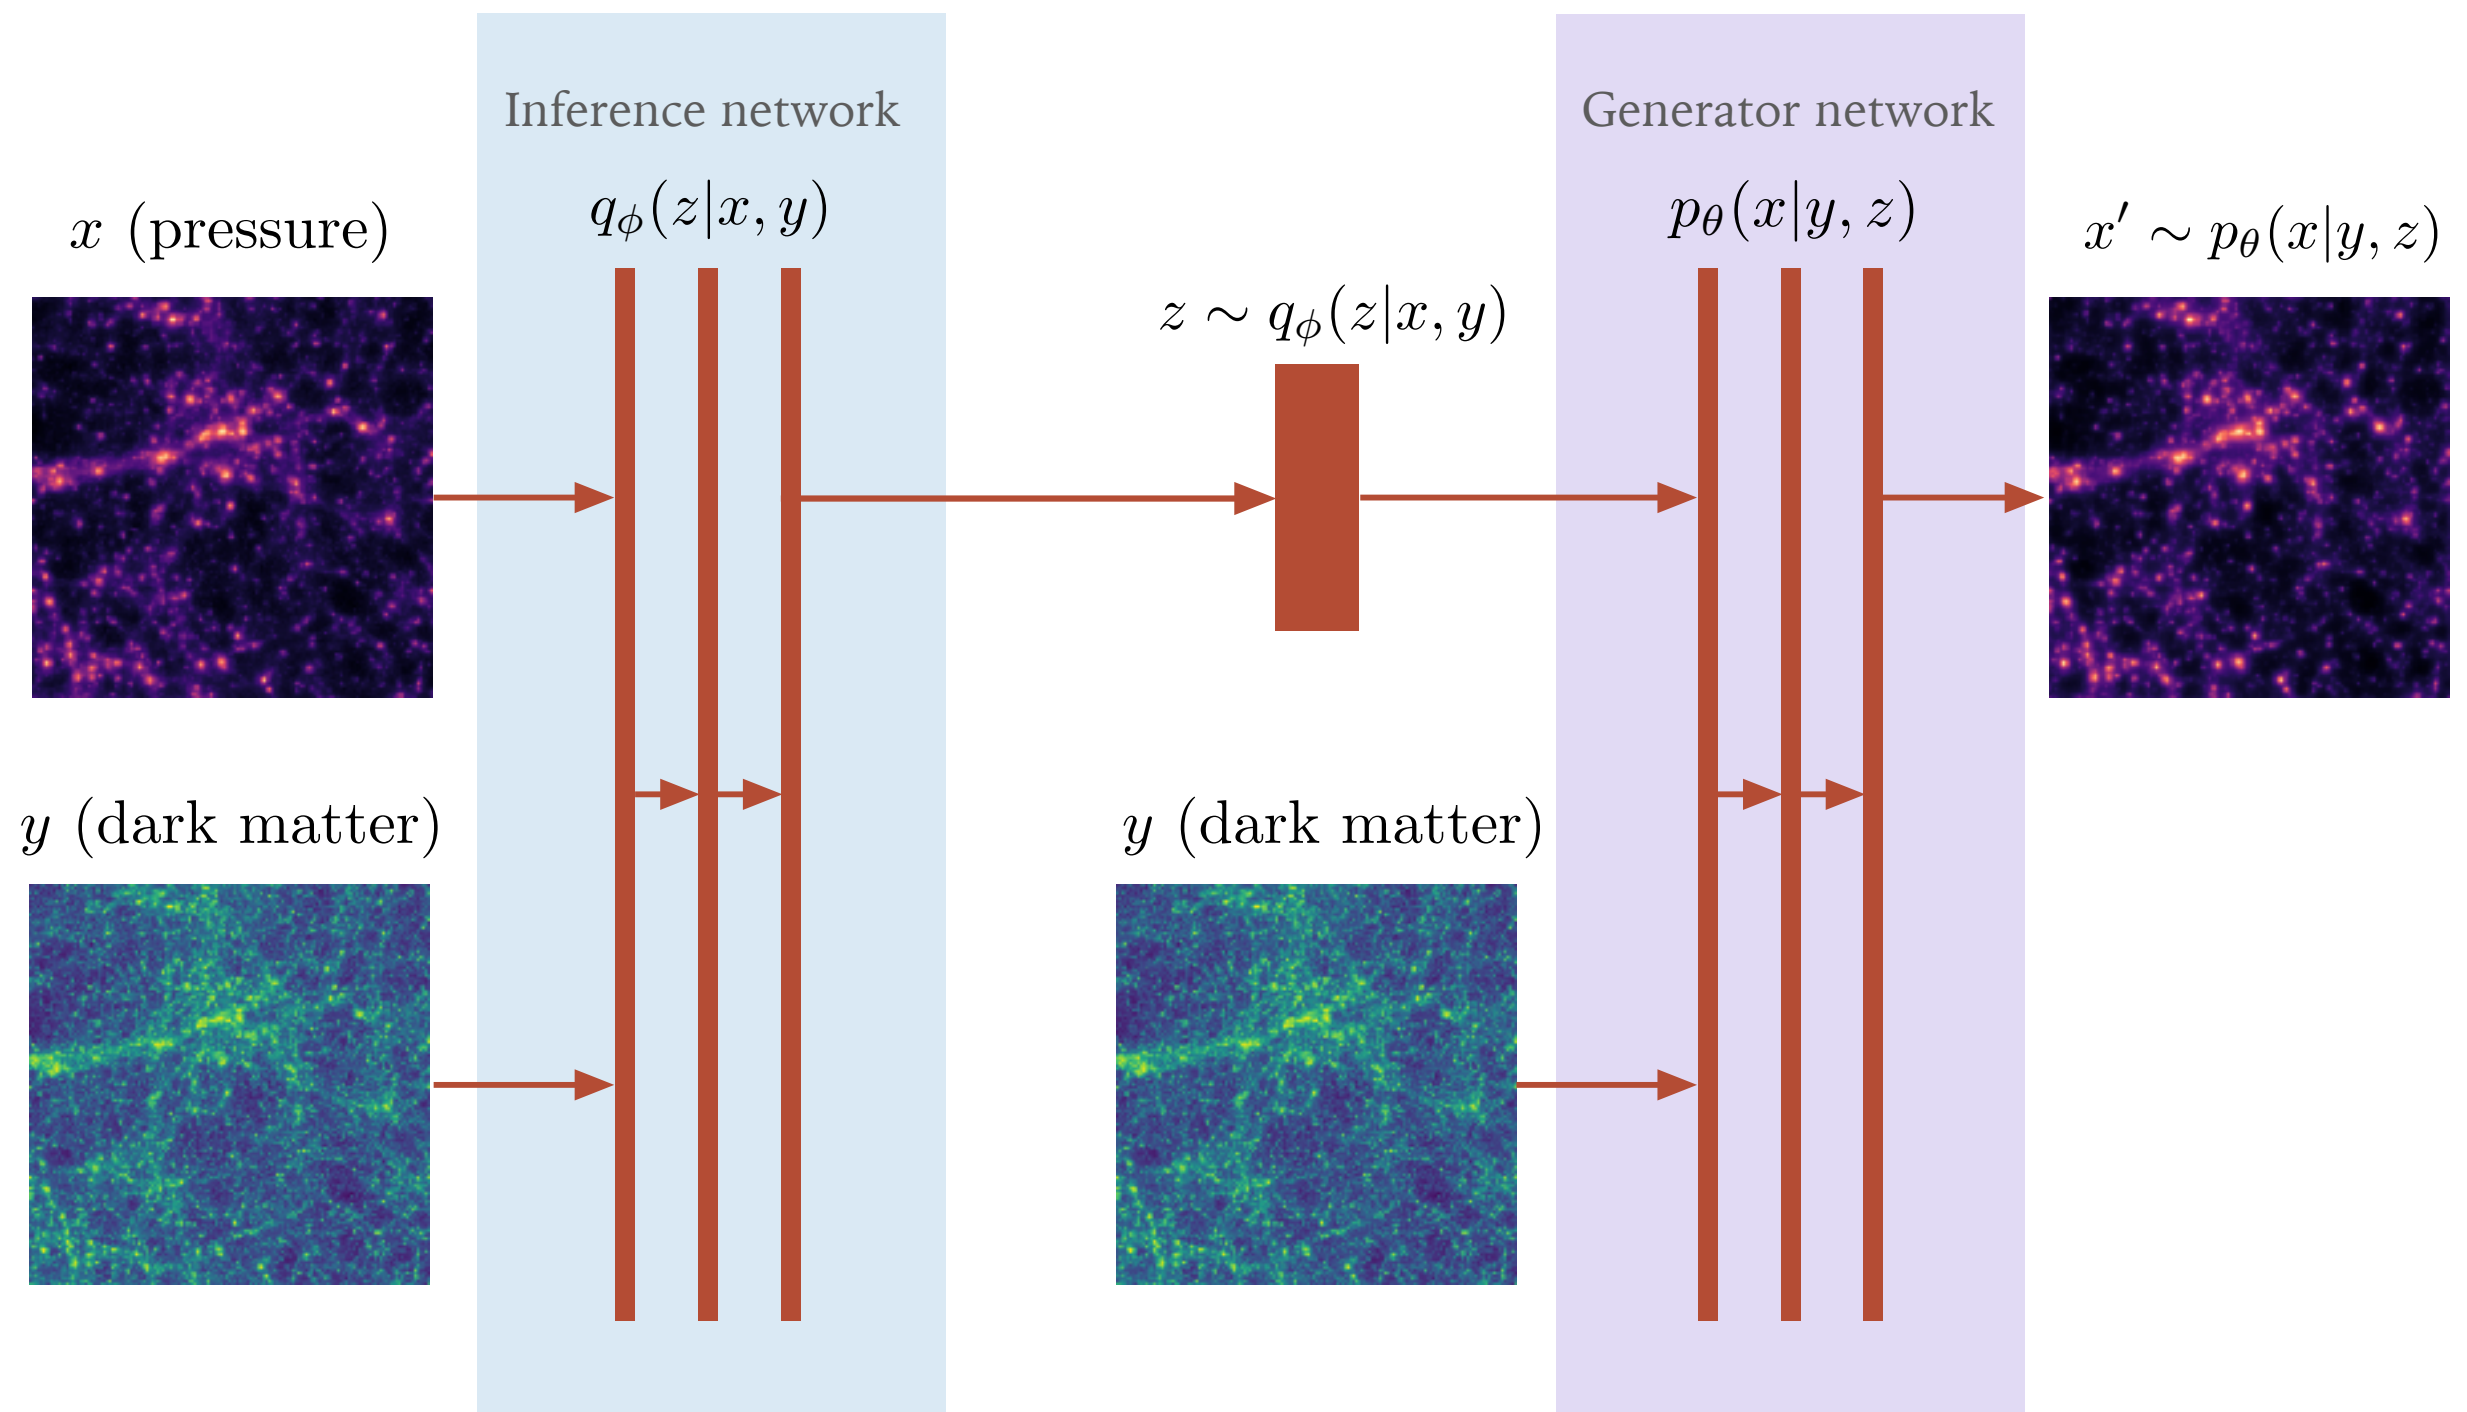 Inference network
Generator network
q_ϕ(z|x, y)
p_θ(x|y, z)
x (pressure)
x′ ∼ p_θ(x|y, z)
z ∼ q_ϕ(z|x, y)
y (dark matter)
y (dark matter)